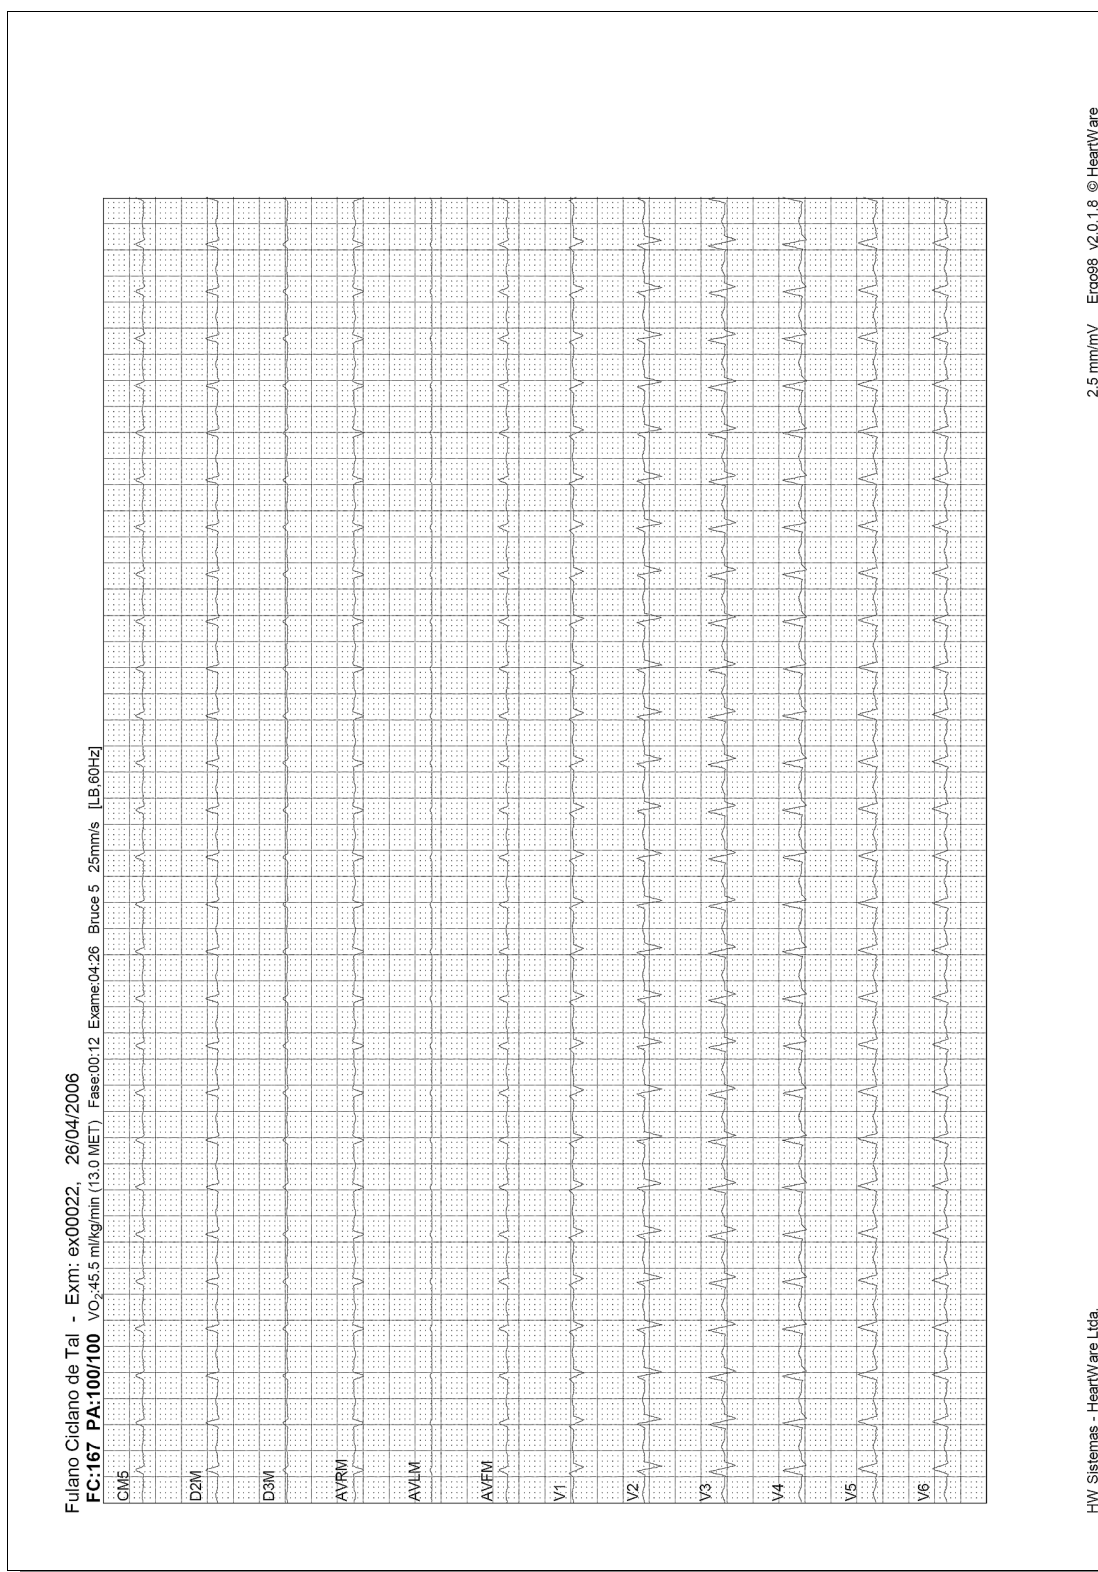 Fulano Ciclano de Tal - Exm: ex00022, 26/04/2006
FC:167 PA:100/100 VO₂:45.5 ml/kg/min (13.0 MET) Fase:00:12 Exame:04:26 Bruce 5 25mm/s [LB,60Hz]
CM5
D2M
D3M
AVRM
AVLM
AVFM
V1
V2
V3
V4
V5
V6
HW Sistemas - HeartWare Ltda. 2.5 mm/mV Ergo98 v2.0.1.8 © HeartWare